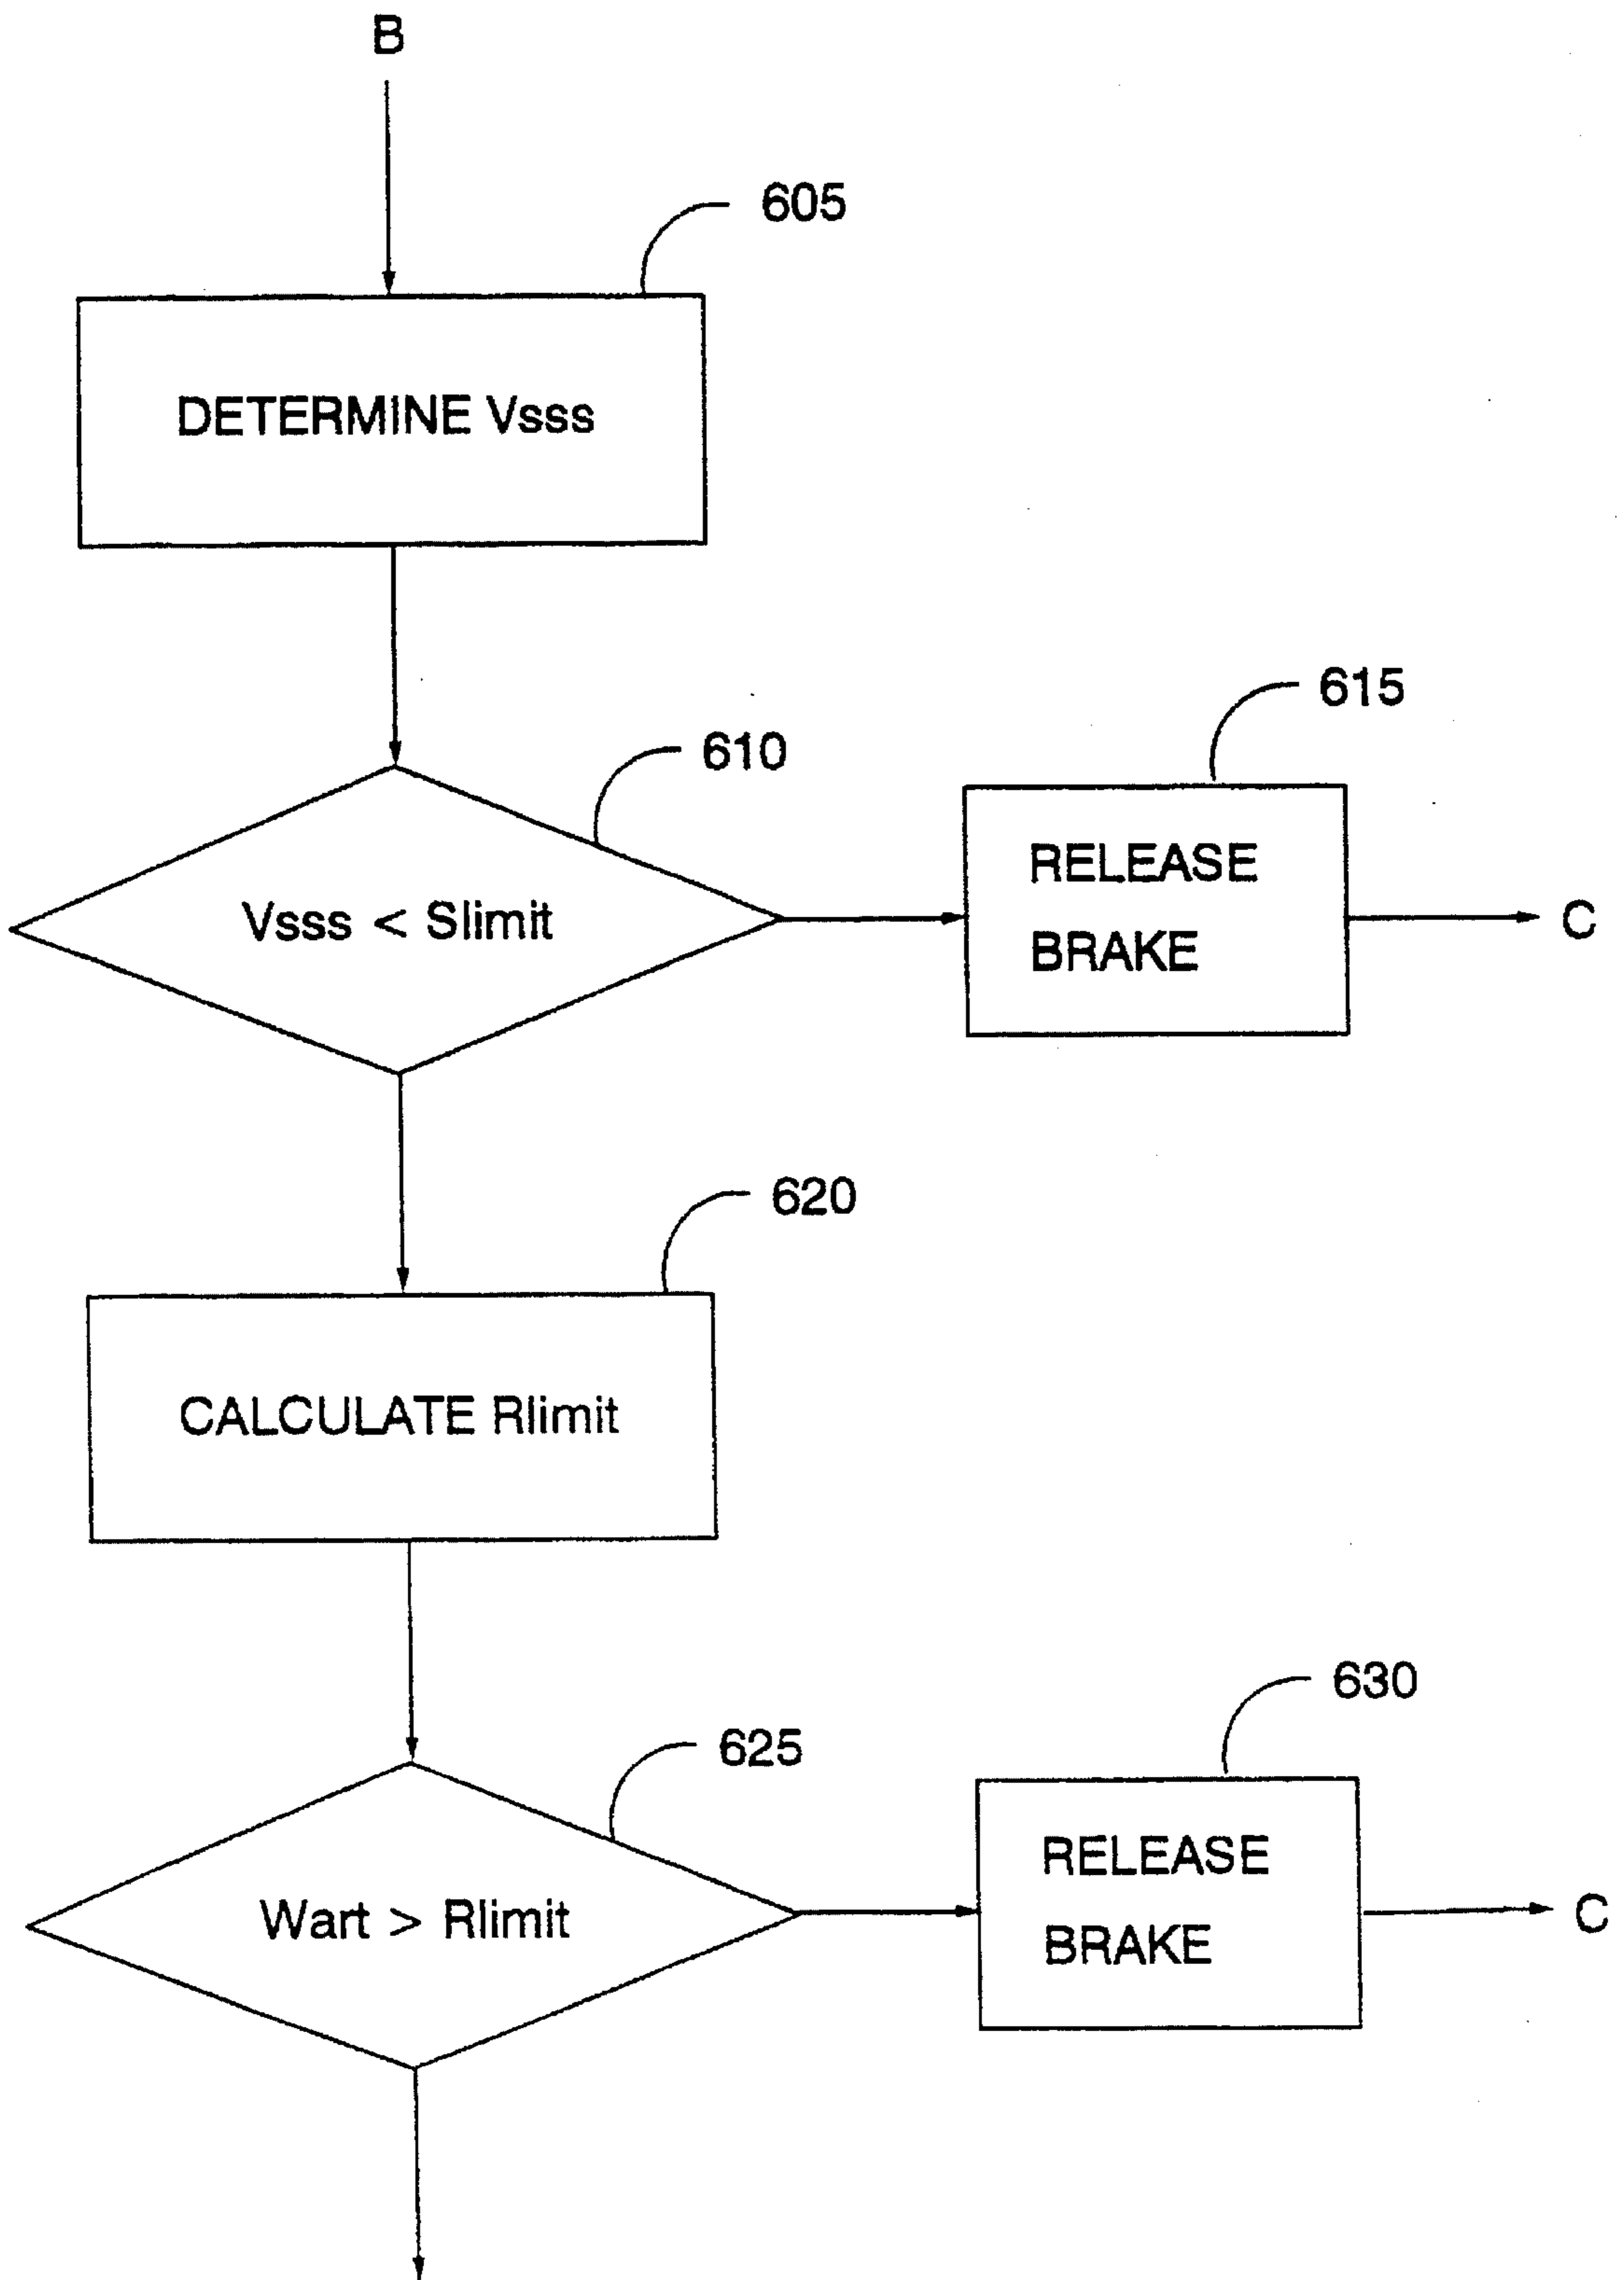 B
605
DETERMINE Vsss
610
Vsss < Slimit
615
RELEASE
BRAKE
C
620
CALCULATE Rlimit
625
Wart > Rlimit
630
RELEASE
BRAKE
C